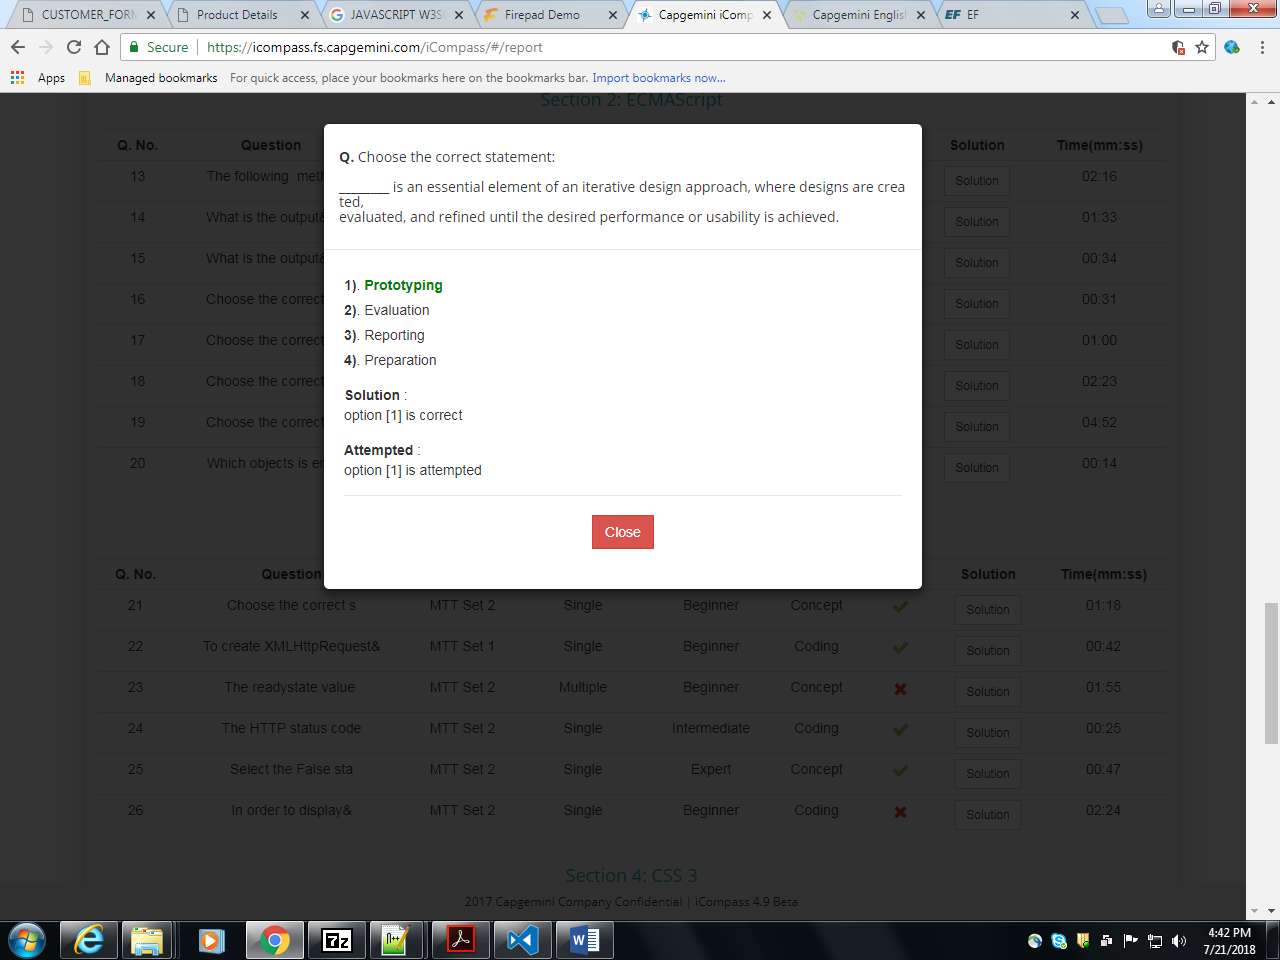 CUSTOMER_FORM
Product Details
JAVASCRIPT W3S
Firepad Demo
Capgemini iComp
Capgemini English
EF EF
Secure https://icompass.fs.capgemini.com/iCompass/#/report
Apps Managed bookmarks For quick access, place your bookmarks here on the bookmarks bar. Import bookmarks now...
Section 2: ECMAScript
Q. No. Question Solution Time(mm:ss)
13 The following meth Solution 02:16
14 What is the output& Solution 01:33
15 What is the output& Solution 00:34
16 Choose the correct Solution 00:31
17 Choose the correct Solution 01:00
18 Choose the correct Solution 02:23
19 Choose the correct Solution 04:52
20 Which objects is er Solution 00:14
Q. Choose the correct statement:
________ is an essential element of an iterative design approach, where designs are crea
ted,
evaluated, and refined until the desired performance or usability is achieved.
1). Prototyping
2). Evaluation
3). Reporting
4). Preparation
Solution :
option [1] is correct
Attempted :
option [1] is attempted
Close
Q. No. Question Solution Time(mm:ss)
21 Choose the correct s MTT Set 2 Single Beginner Concept Solution 01:18
22 To create XMLHttpRequest& MTT Set 1 Single Beginner Coding Solution 00:42
23 The readystate value MTT Set 2 Multiple Beginner Concept Solution 01:55
24 The HTTP status code MTT Set 2 Single Intermediate Coding Solution 00:25
25 Select the False sta MTT Set 2 Single Expert Concept Solution 00:47
26 In order to display& MTT Set 2 Single Beginner Coding Solution 02:24
Section 4: CSS 3
2017 Capgemini Company Confidential | iCompass 4.9 Beta
4:42 PM
7/21/2018